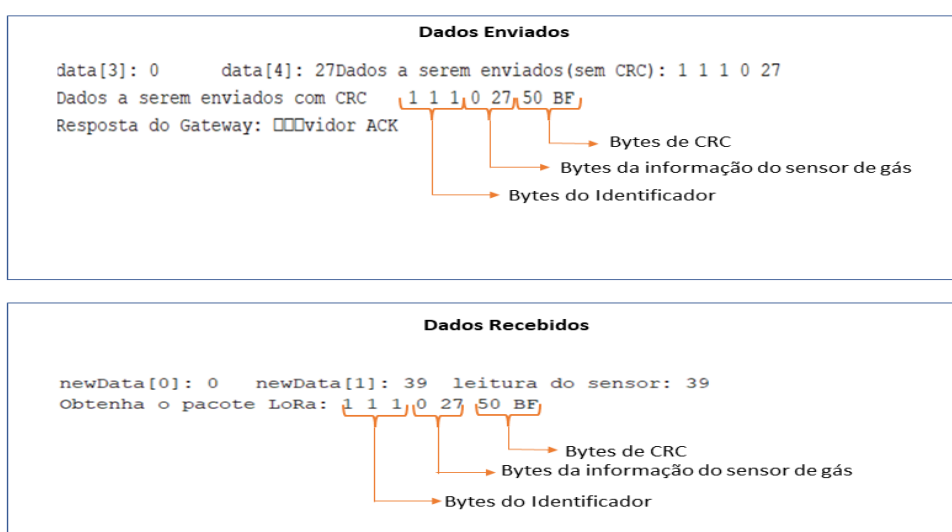 Dados Enviados
data[3]: 0 data[4]: 27Dados a serem enviados(sem CRC): 1 1 1 0 27
Dados a serem enviados com CRC 1 1 1 0 27 50 BF
Resposta do Gateway: □□□vidor ACK
Bytes de CRC
Bytes da informação do sensor de gás
Bytes do Identificador
Dados Recebidos
newData[0]: 0 newData[1]: 39 leitura do sensor: 39
Obtenha o pacote LoRa: 1 1 1 0 27 50 BF
Bytes de CRC
Bytes da informação do sensor de gás
Bytes do Identificador